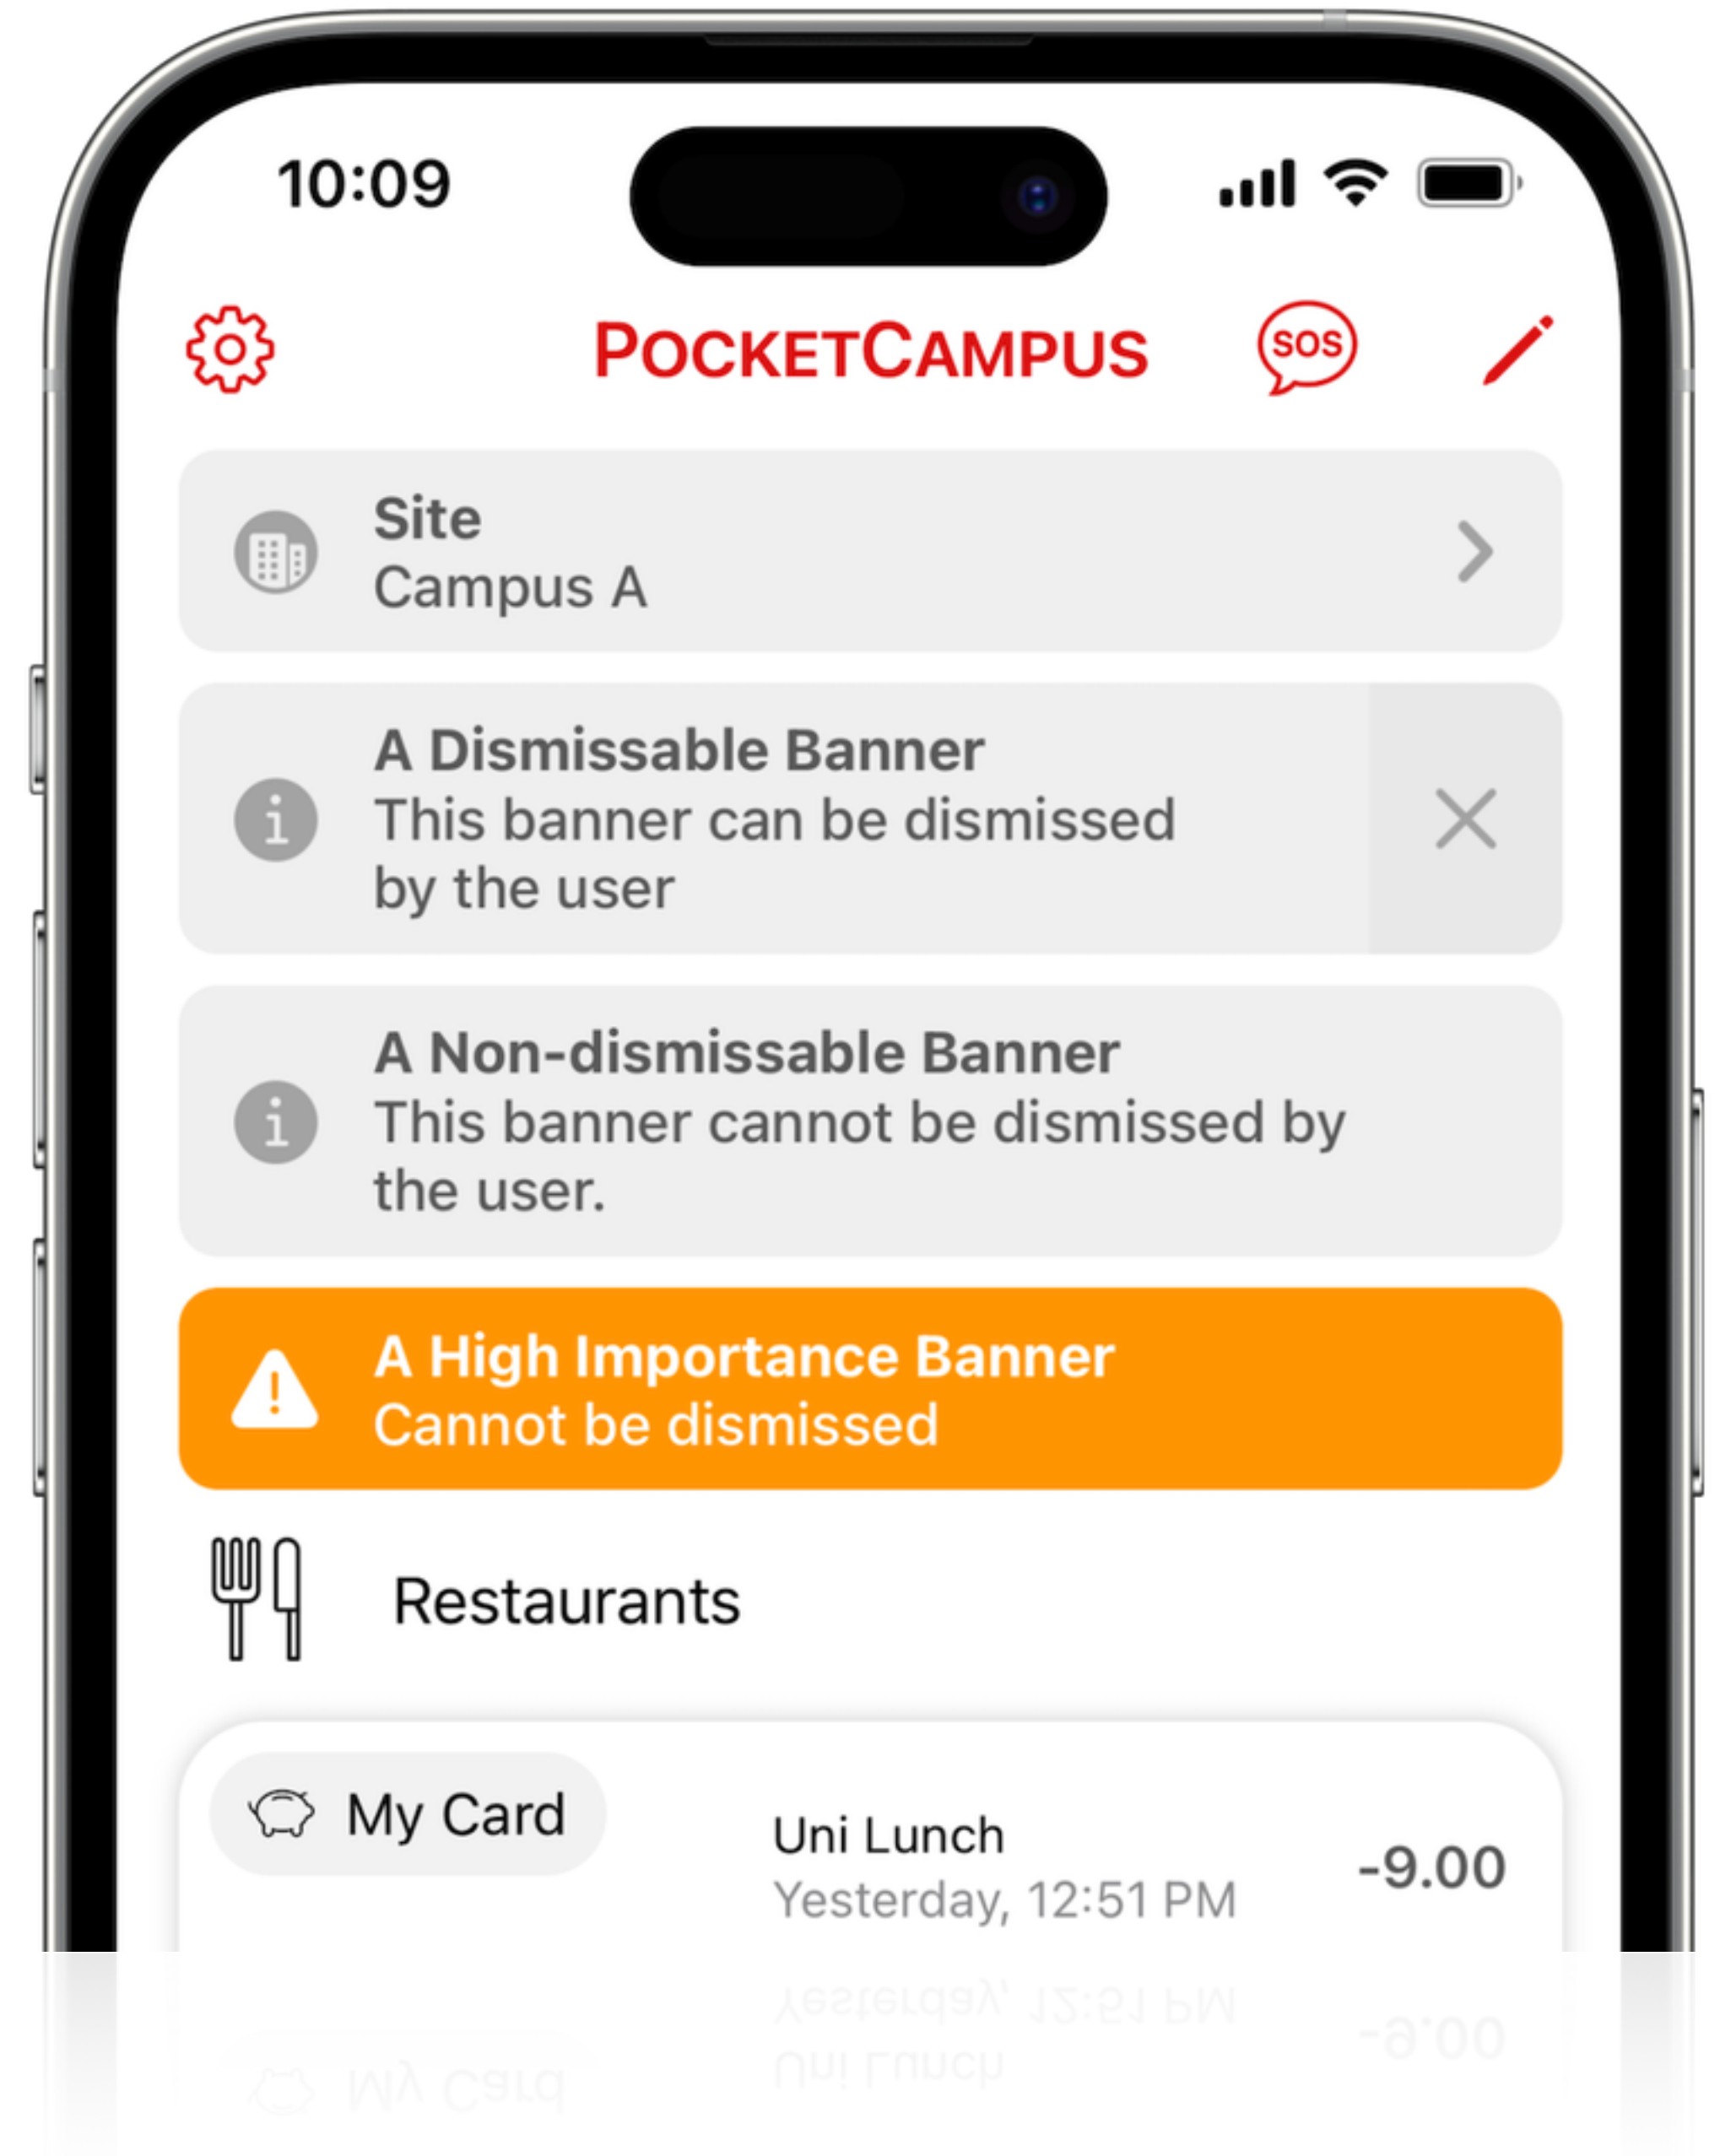 10:09
POCKETCAMPUS
SOS
Site
Campus A
A Dismissable Banner
This banner can be dismissed
by the user
A Non-dismissable Banner
This banner cannot be dismissed by
the user.
A High Importance Banner
Cannot be dismissed
Restaurants
My Card
Uni Lunch
-9.00
Yesterday, 12:51 PM